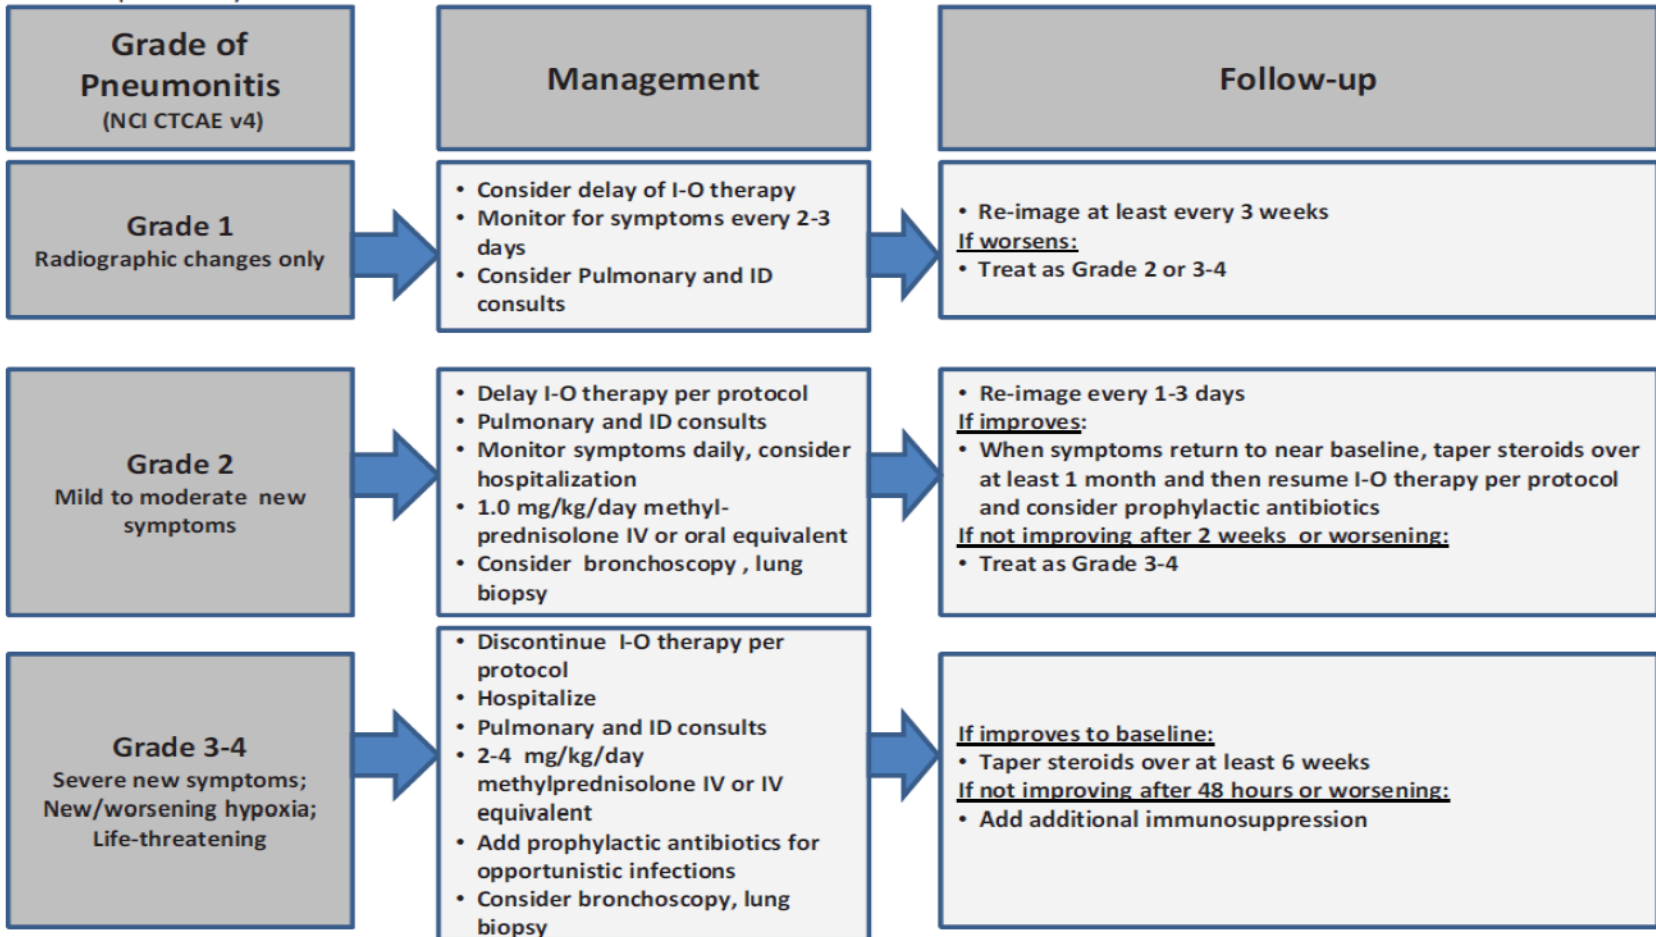 Grade of
Pneumonitis
(NCI CTCAE v4)
Management
Follow-up
Grade 1
Radiographic changes only
• Consider delay of I-O therapy
• Monitor for symptoms every 2-3
days
• Consider Pulmonary and ID
consults
• Re-image at least every 3 weeks
If worsens:
• Treat as Grade 2 or 3-4
Grade 2
Mild to moderate new
symptoms
• Delay I-O therapy per protocol
• Pulmonary and ID consults
• Monitor symptoms daily, consider
hospitalization
• 1.0 mg/kg/day methyl-
prednisolone IV or oral equivalent
• Consider bronchoscopy , lung
biopsy
• Re-image every 1-3 days
If improves:
• When symptoms return to near baseline, taper steroids over
at least 1 month and then resume I-O therapy per protocol
and consider prophylactic antibiotics
If not improving after 2 weeks or worsening:
• Treat as Grade 3-4
Grade 3-4
Severe new symptoms;
New/worsening hypoxia;
Life-threatening
• Discontinue I-O therapy per
protocol
• Hospitalize
• Pulmonary and ID consults
• 2-4 mg/kg/day
methylprednisolone IV or IV
equivalent
• Add prophylactic antibiotics for
opportunistic infections
• Consider bronchoscopy, lung
biopsy
If improves to baseline:
• Taper steroids over at least 6 weeks
If not improving after 48 hours or worsening:
• Add additional immunosuppression